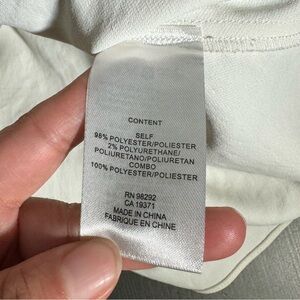 CONTENT
SELF
98% POLYESTER/POLIESTER
2% POLYURETHANE/
POLIURETANO/POLIURETAN
COMBO
100% POLYESTER/POLIESTER
RN 98292
CA 19371
MADE IN CHINA
FABRIQUE EN CHINE